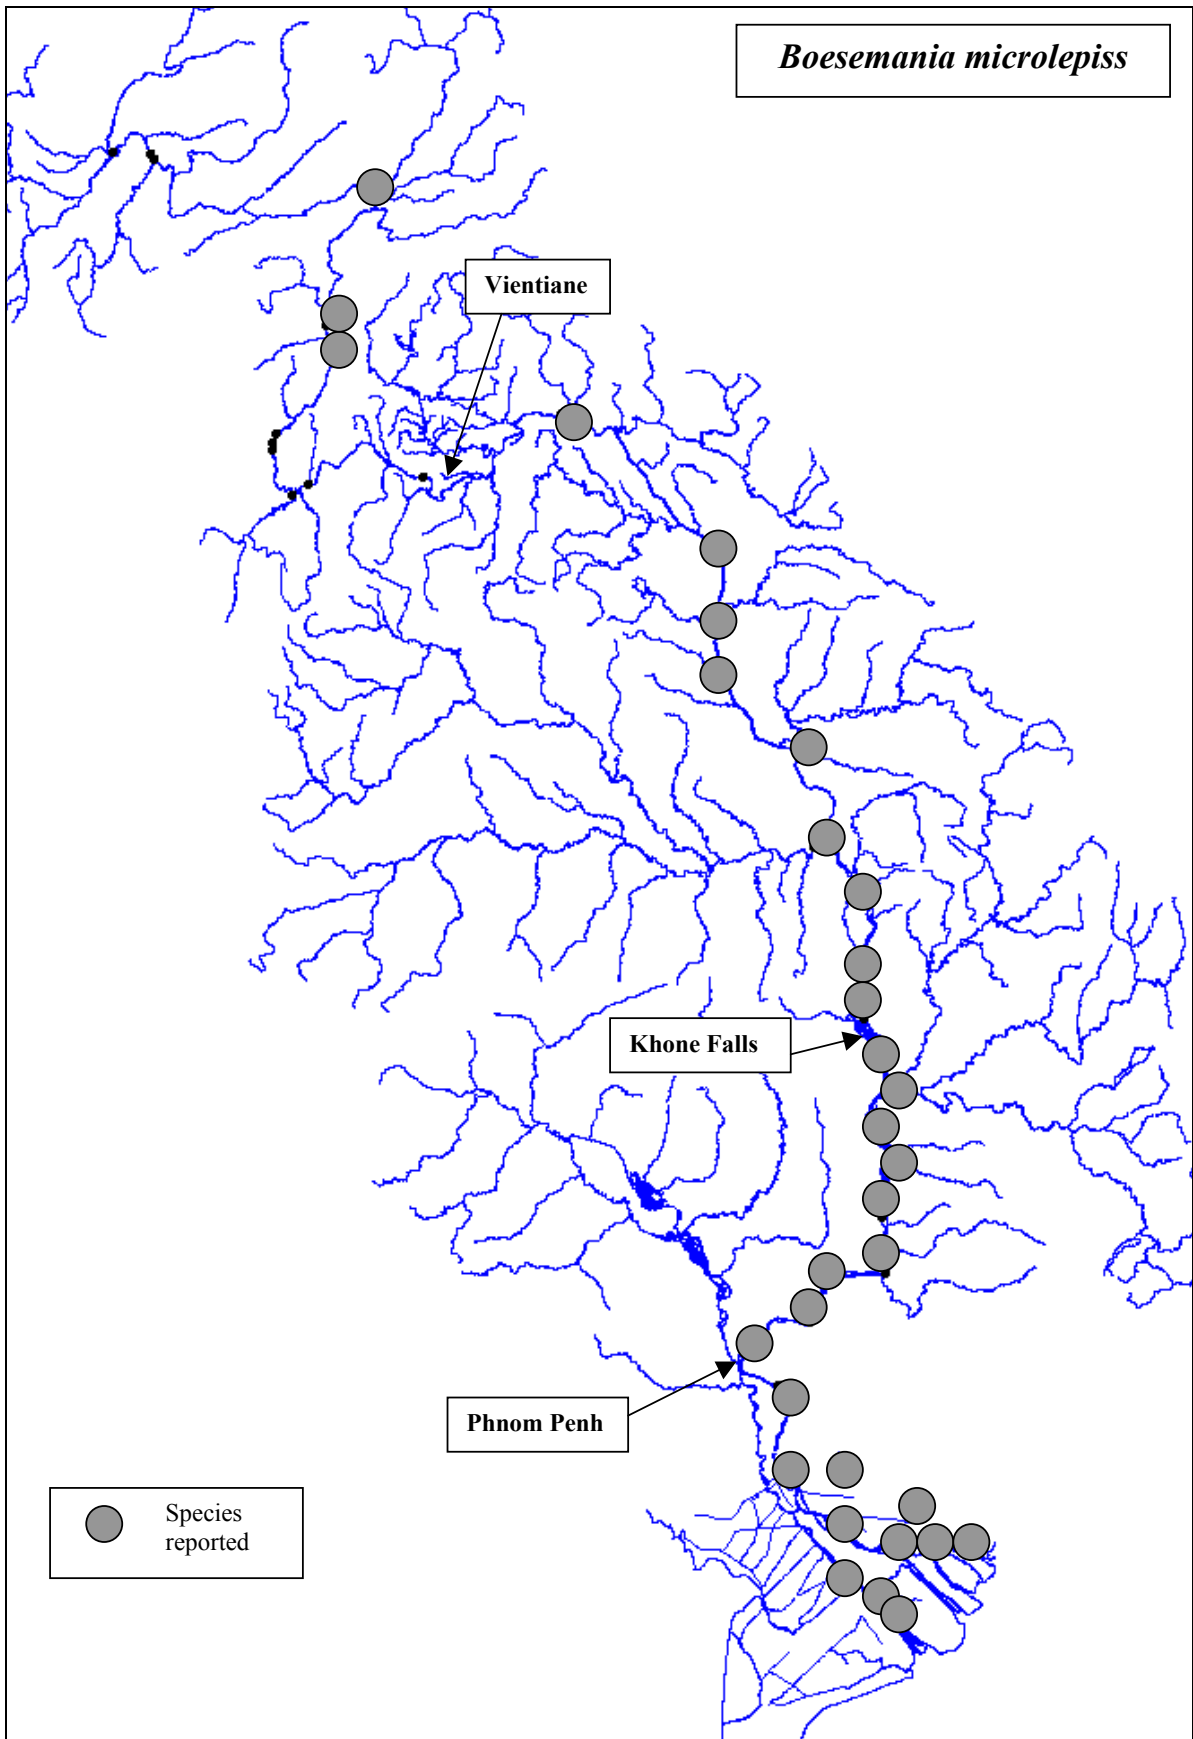 Boesemania microlepiss
Vientiane
Khone Falls
Phnom Penh
Species
reported